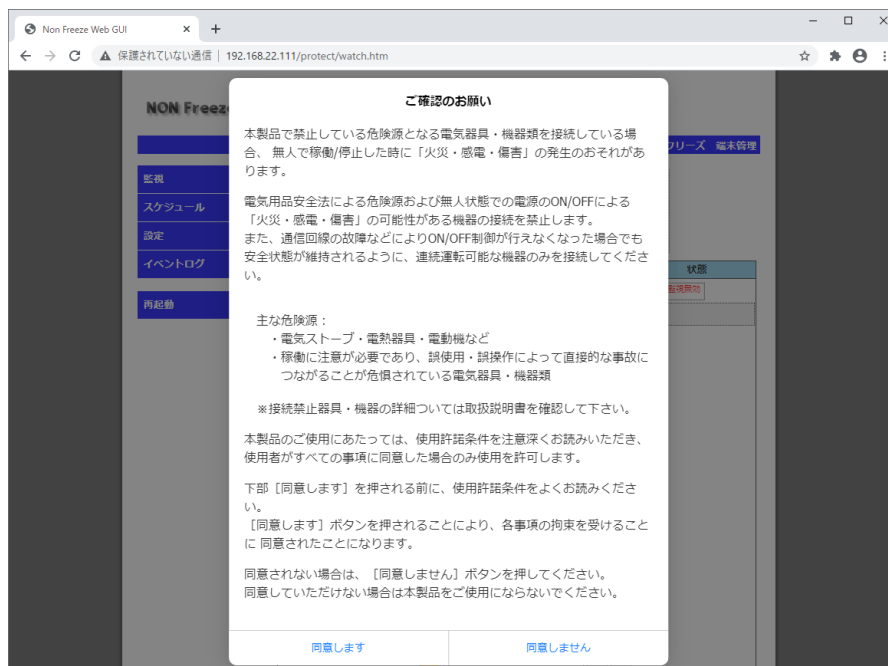 Non Freeze Web GUI
保護されていない通信 | 192.168.22.111/protect/watch.htm
NON Freez
フリーズ 端末管理
監視
スケジュール
設定
イベントログ
再起動
状態
監視無効
ご確認のお願い
本製品で禁止している危険源となる電気器具・機器類を接続している場
合、 無人で稼働/停止した時に「火災・感電・傷害」の発生のおそれがあ
ります。
電気用品安全法による危険源および無人状態での電源のON/OFFによる
「火災・感電・傷害」の可能性がある機器の接続を禁止します。
また、通信回線の故障などによりON/OFF制御が行えなくなった場合でも
安全状態が維持されるように、連続運転可能な機器のみを接続してくださ
い。
主な危険源：
・電気ストーブ・電熱器具・電動機など
・稼働に注意が必要であり、誤使用・誤操作によって直接的な事故に
つながることが危惧されている電気器具・機器類
※接続禁止器具・機器の詳細ついては取扱説明書を確認して下さい。
本製品のご使用にあたっては、使用許諾条件を注意深くお読みいただき、
使用者がすべての事項に同意した場合のみ使用を許可します。
下部［同意します］を押される前に、使用許諾条件をよくお読みくださ
い。
［同意します］ボタンを押されることにより、各事項の拘束を受けること
に 同意されたことになります。
同意されない場合は、［同意しません］ボタンを押してください。
同意していただけない場合は本製品をご使用にならないでください。
同意します
同意しません